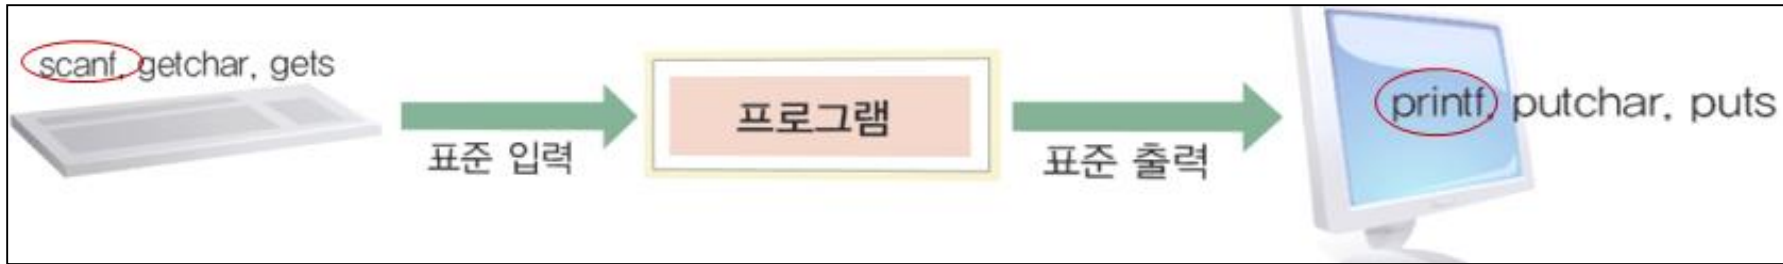 scanf, getchar, gets
표준 입력
프로그램
표준 출력
printf, putchar, puts